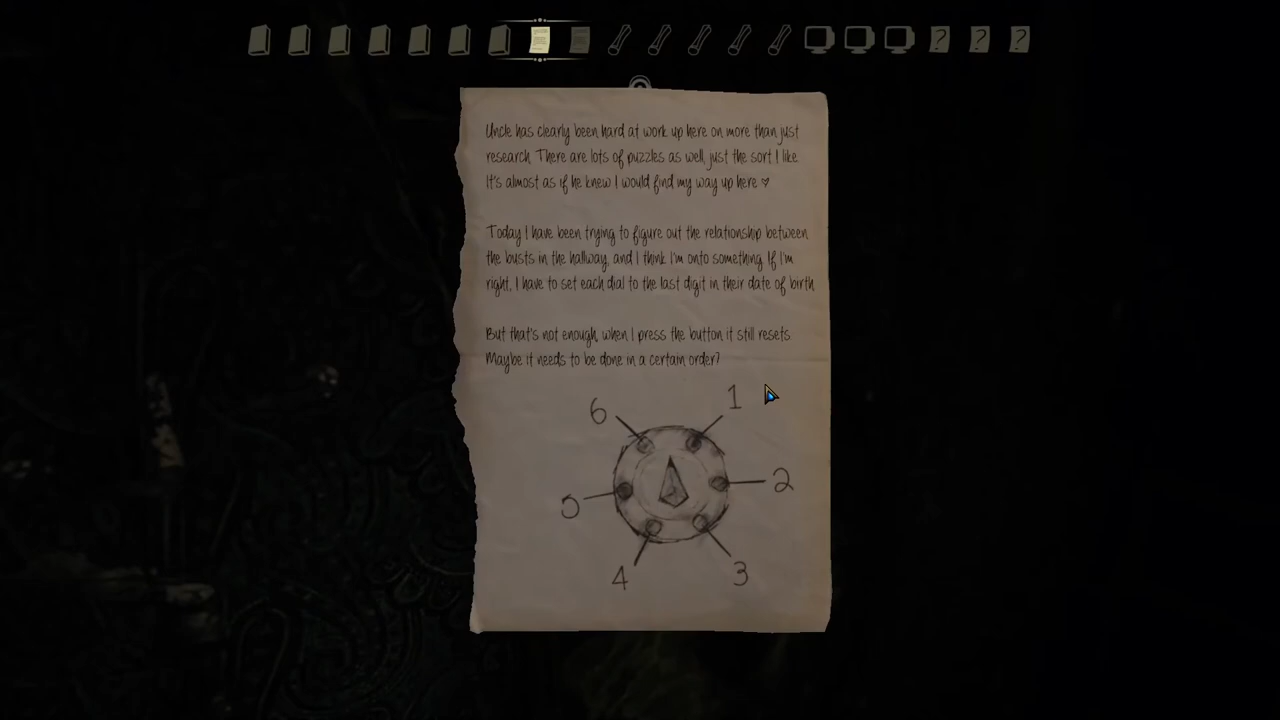 Uncle has clearly been hard at work up here on more than just
research. There are lots of puzzles as well, just the sort I like
It's almost as if he knew I would find my way up here ♥
Today I have been trying to figure out the relationship between
the busts in the hallway, and I think I'm onto something. If I'm
right, I have to set each dial to the last digit in their date of birth
But that's not enough, when I press the button it still resets.
Maybe it needs to be done in a certain order?
6 1
5 2
4 3
? ? ?